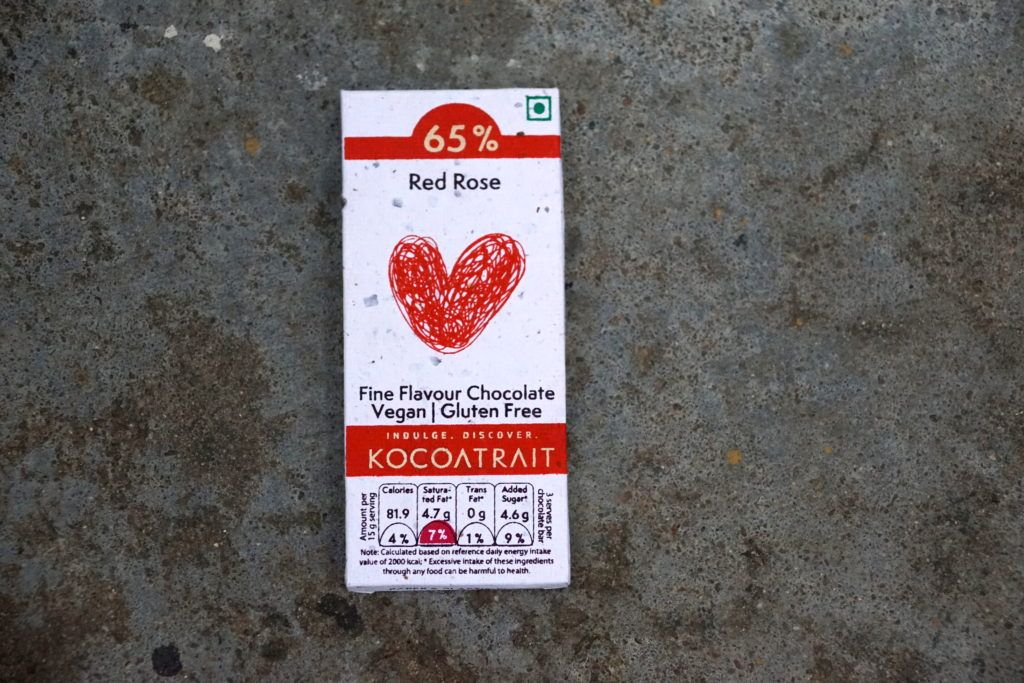 65%
Red Rose
Fine Flavour Chocolate
Vegan | Gluten Free
INDULGE. DISCOVER.
KOCOATRAIT
Amount per
15 g serving
Calories
81.9
4%
Satura-
ted Fat*
4.7 g
7%
Trans
Fat*
0 g
1%
Added
Sugar*
4.6 g
9%
3 serves per
chocolate bar
Note: Calculated based on reference daily energy intake
value of 2000 kcal; * Excessive intake of these ingredients
through any food can be harmful to health.